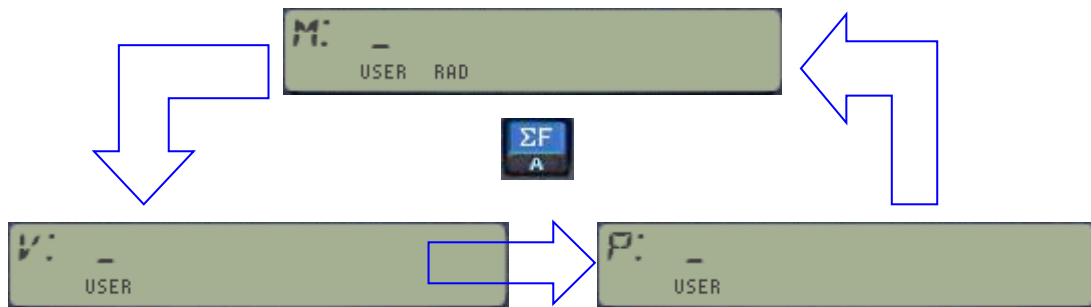 M: _
USER RAD
ΣF
A
V: _
USER
P: _
USER